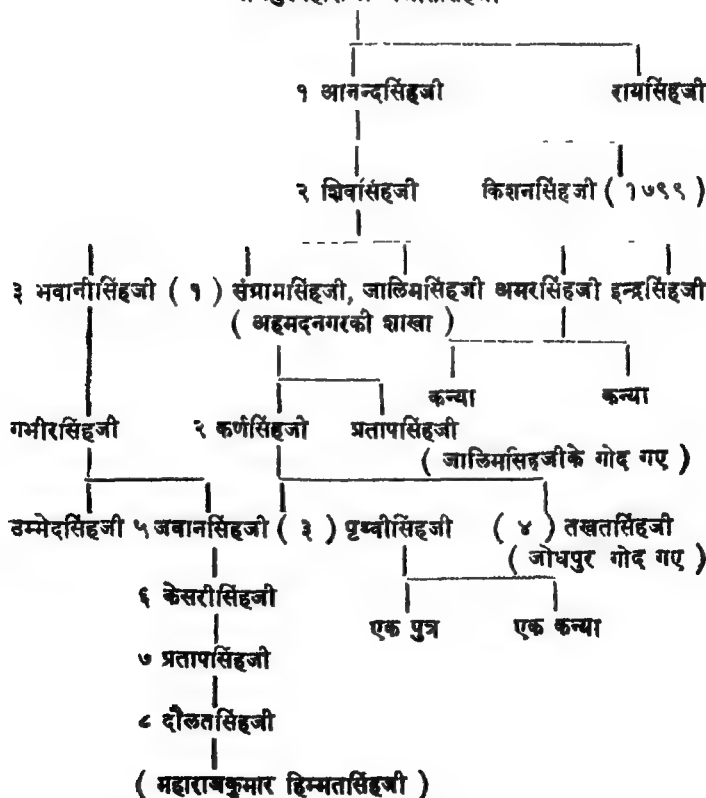 १ आनन्दसिंहजी रायसिंहजी
२ शिवसिंहजी किशनसिंहजी ( १७९९ )
३ भवानीसिंहजी ( १ ) संग्रामसिंहजी, जालिमसिंहजी अमरसिंहजी इन्द्रसिंहजी
( अहमदनगरकी शाखा )
कन्या कन्या
गभीरसिंहजी २ कर्णसिंहजी प्रतापसिंहजी
( जालिमसिहजीके गोद गए )
उम्मेदसिंहजी ५ जवानसिंहजी ( ३ ) पृथ्वीसिंहजी ( ४ ) तखतसिंहजी
( जोधपुर गोद गए )
६ केसरीसिंहजी
एक पुत्र एक कन्या
७ प्रतापसिंहजी
८ दौलतसिंहजी
( महाराजकुमार हिम्मतसिंहजी )